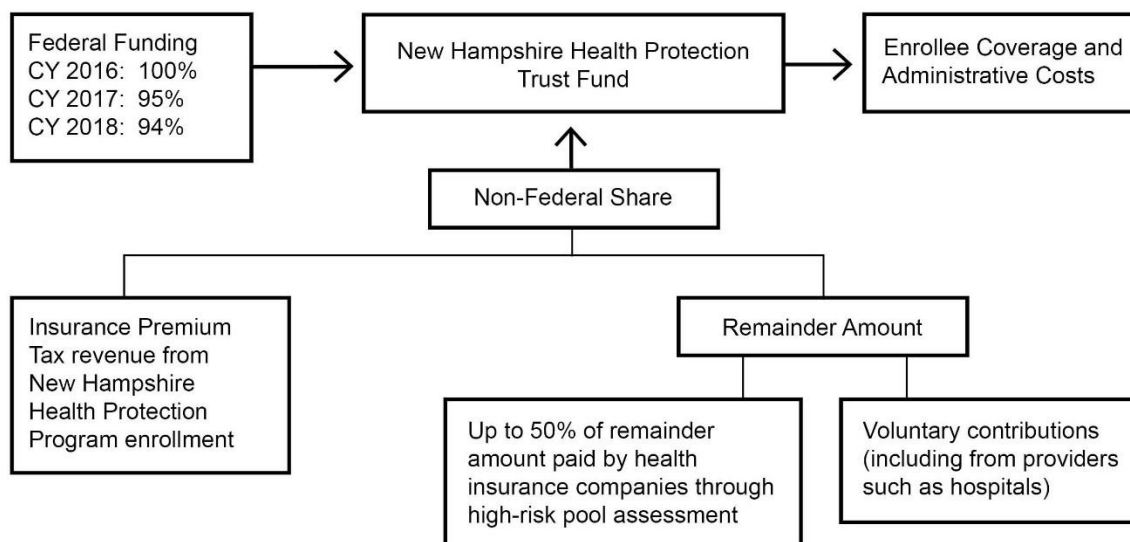 Federal Funding
CY 2016:  100%
CY 2017:  95%
CY 2018:  94%
New Hampshire Health Protection
Trust Fund
Enrollee Coverage and
Administrative Costs
Non-Federal Share
Insurance Premium
Tax revenue from
New Hampshire
Health Protection
Program enrollment
Remainder Amount
Up to 50% of remainder
amount paid by health
insurance companies through
high-risk pool assessment
Voluntary contributions
(including from providers
such as hospitals)